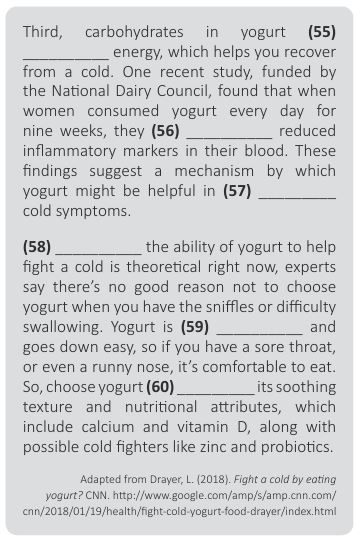 Third, carbohydrates in yogurt (55)
__________ energy, which helps you recover
from a cold. One recent study, funded by
the National Dairy Council, found that when
women consumed yogurt every day for
nine weeks, they (56) __________ reduced
inflammatory markers in their blood. These
findings suggest a mechanism by which
yogurt might be helpful in (57) _________
cold symptoms.
(58) __________ the ability of yogurt to help
fight a cold is theoretical right now, experts
say there's no good reason not to choose
yogurt when you have the sniffles or difficulty
swallowing. Yogurt is (59) __________ and
goes down easy, so if you have a sore throat,
or even a runny nose, it's comfortable to eat.
So, choose yogurt (60) _________ its soothing
texture and nutritional attributes, which
include calcium and vitamin D, along with
possible cold fighters like zinc and probiotics.
Adapted from Drayer, L. (2018). Fight a cold by eating
yogurt? CNN. http://www.google.com/amp/s/amp.cnn.com/
cnn/2018/01/19/health/fight-cold-yogurt-food-drayer/index.html